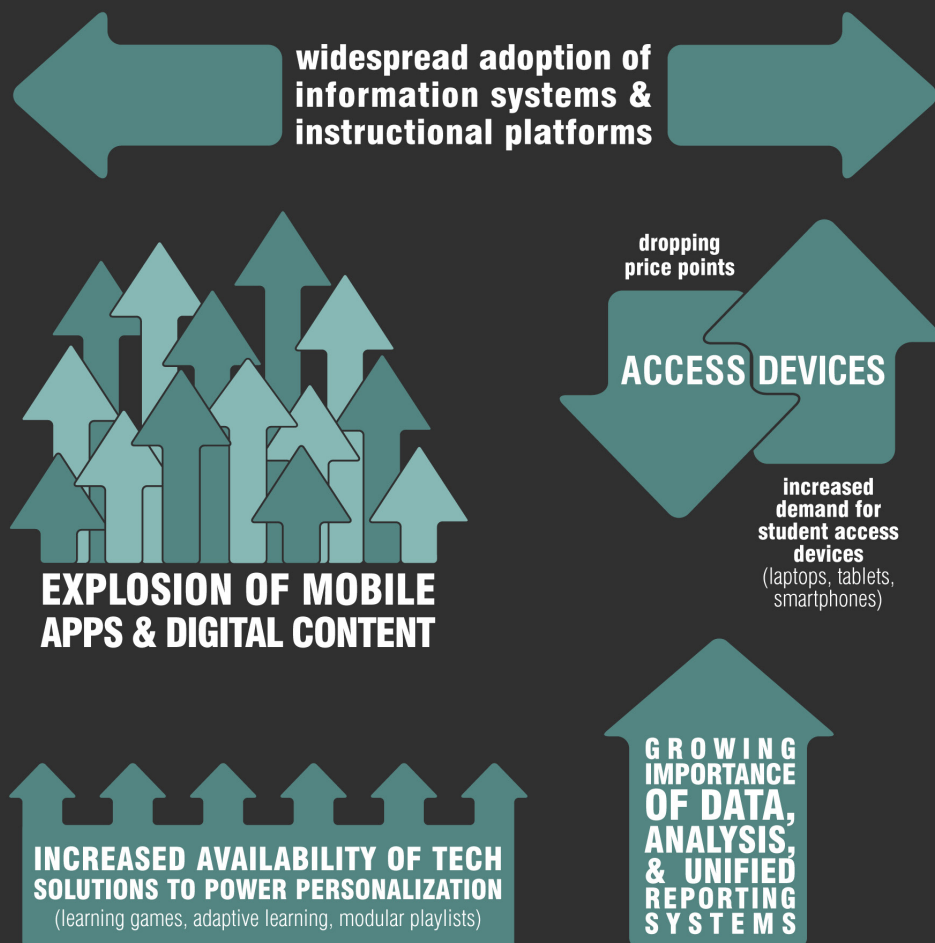 widespread adoption of
information systems &
instructional platforms
dropping
price points
ACCESS DEVICES
increased
demand for
student access
devices
(laptops, tablets,
smartphones)
EXPLOSION OF MOBILE
APPS & DIGITAL CONTENT
INCREASED AVAILABILITY OF TECH
SOLUTIONS TO POWER PERSONALIZATION
(learning games, adaptive learning, modular playlists)
GROWING
IMPORTANCE
OF DATA,
ANALYSIS,
& UNIFIED
REPORTING
SYSTEMS